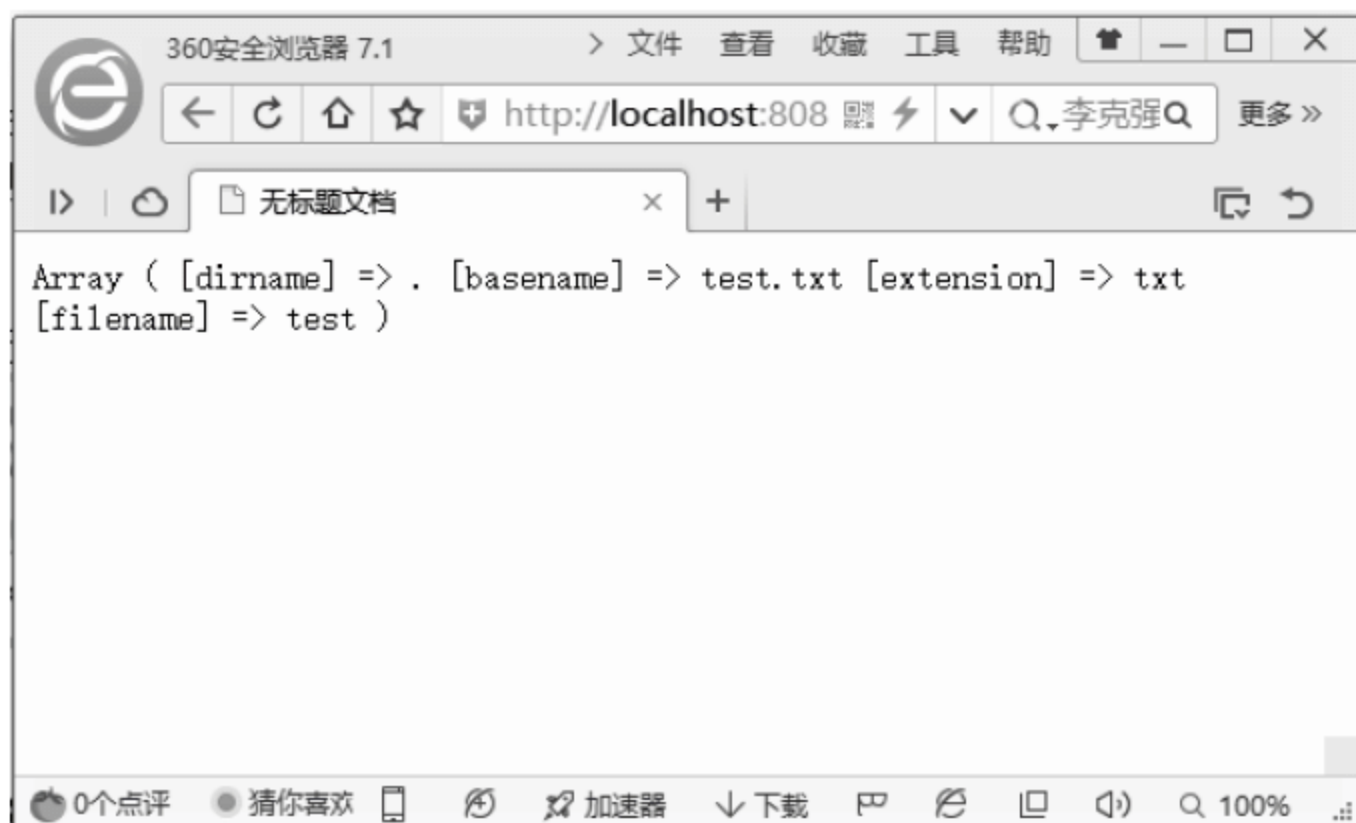 360安全浏览器 7.1
文件 查看 收藏 工具 帮助
http://localhost:808
李克强
更多 »
无标题文档
Array ( [dirname] => . [basename] => test.txt [extension] => txt
[filename] => test )
0个点评 猜你喜欢 加速器 下载 100%